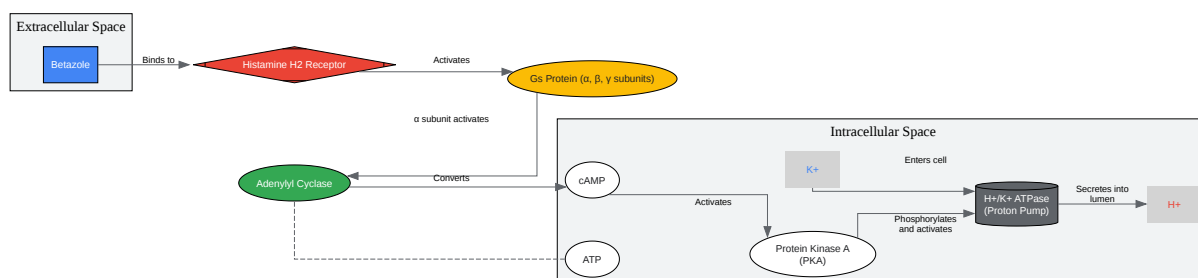 Extracellular Space
Betazole
Binds to
Histamine H2 Receptor
Activates
Gs Protein (α, β, γ subunits)
α subunit activates
Adenylyl Cyclase
Converts
Intracellular Space
cAMP
ATP
Activates
Protein Kinase A
(PKA)
K+
Enters cell
Phosphorylates
and activates
H+/K+ ATPase
(Proton Pump)
Secretes into
lumen
H+